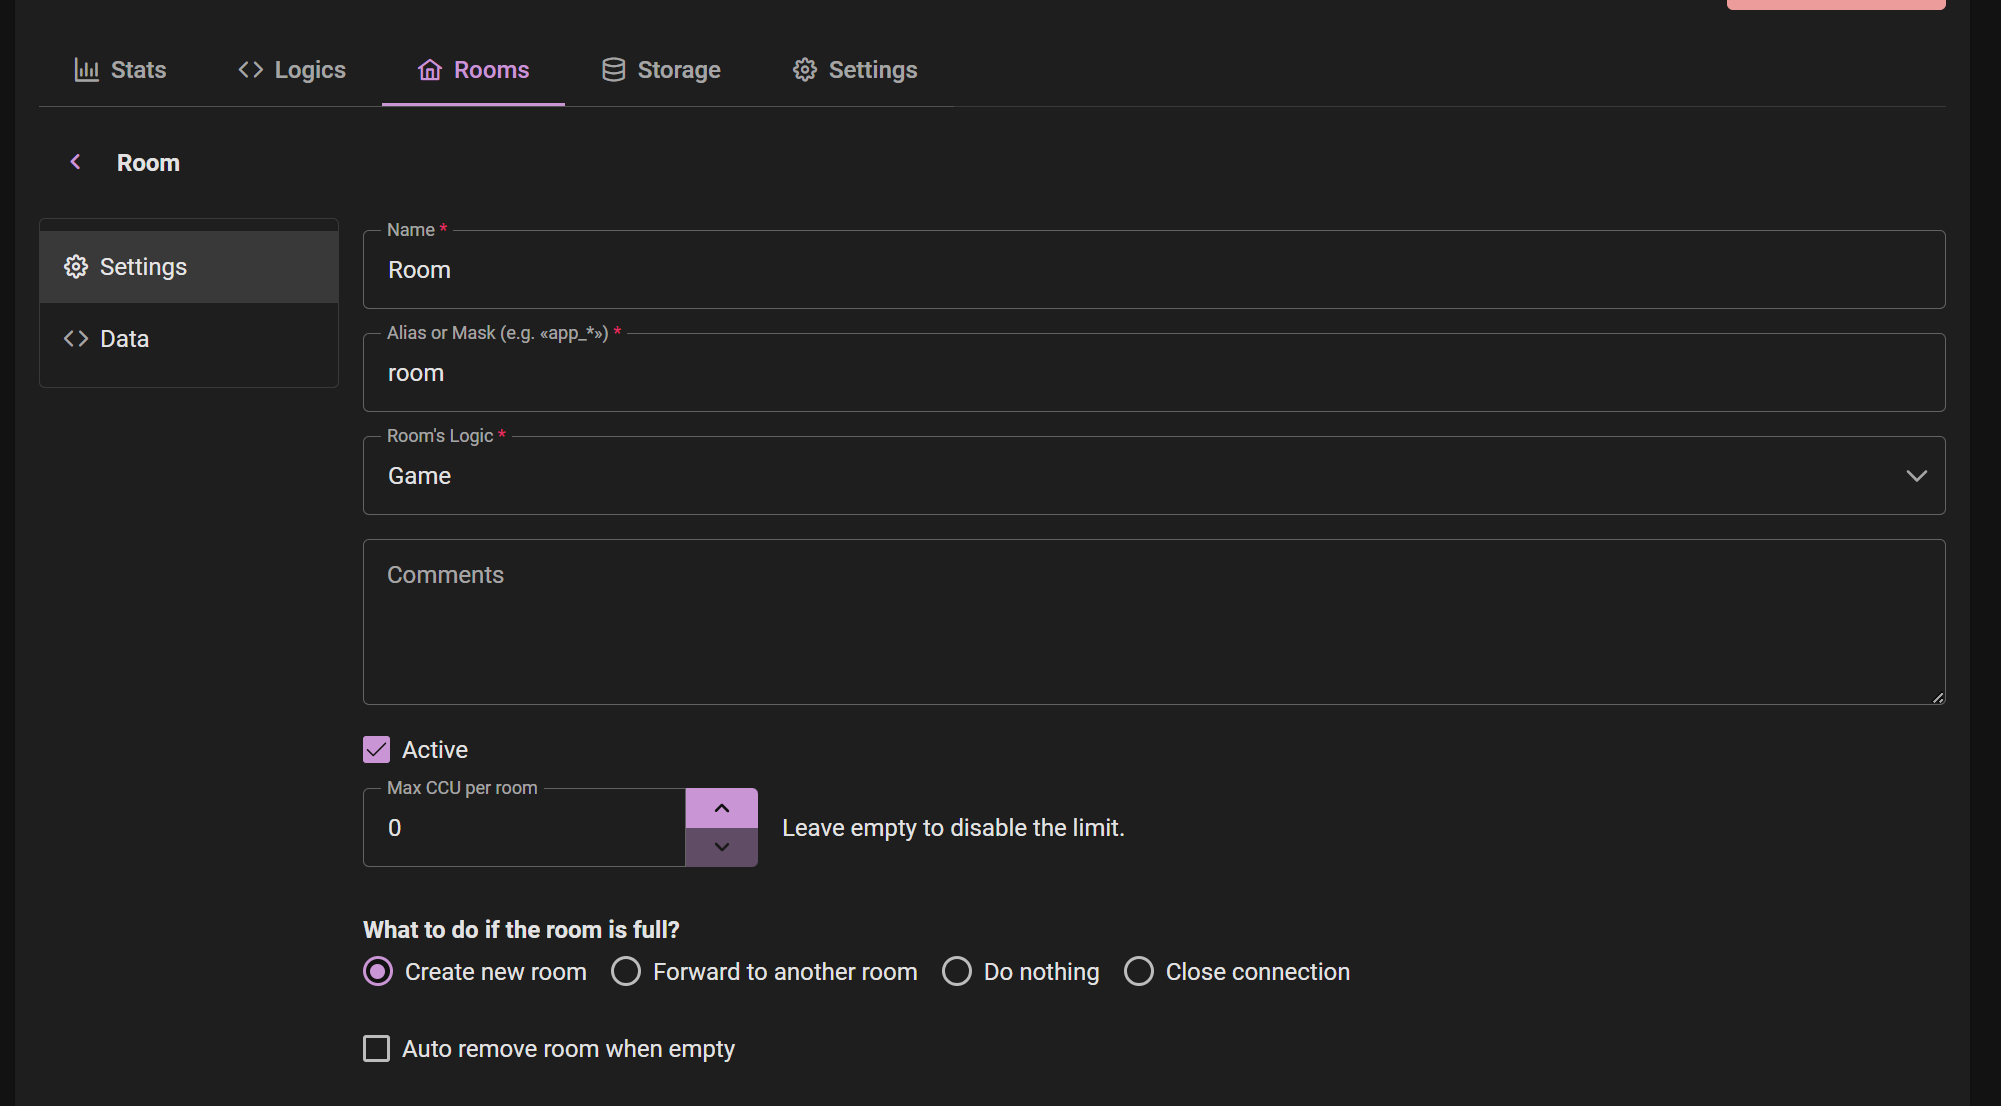 Stats Logics Rooms Storage Settings
Room
Settings
Data
Name *
Room
Alias or Mask (e.g. «app_*») *
room
Room's Logic *
Game
Comments
Active
Max CCU per room
0
Leave empty to disable the limit.
What to do if the room is full?
Create new room Forward to another room Do nothing Close connection
Auto remove room when empty